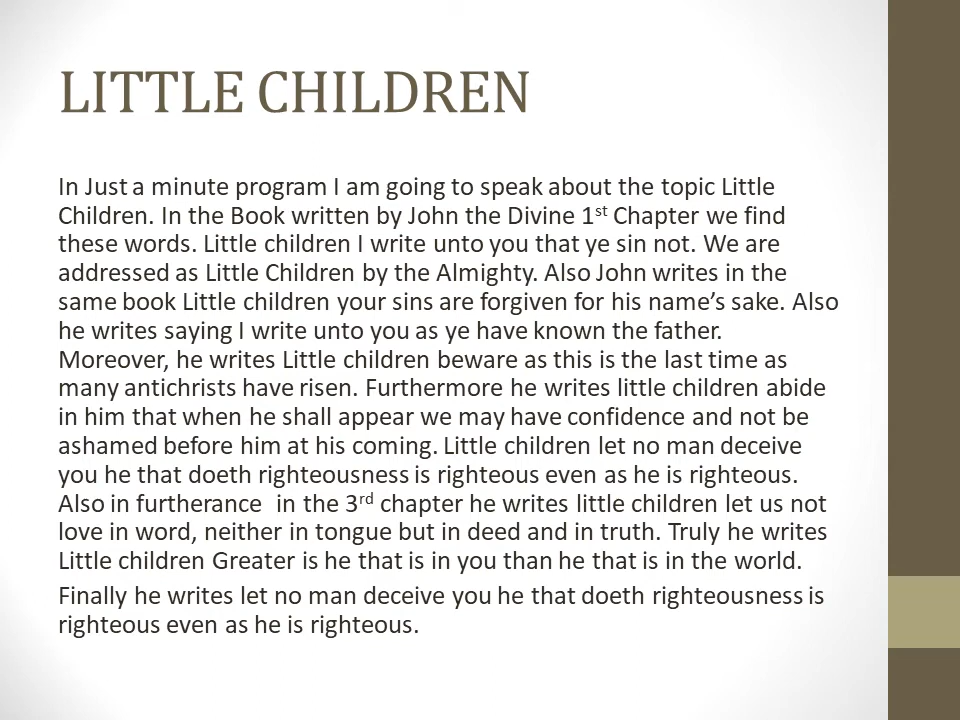 LITTLE CHILDREN
In Just a minute program I am going to speak about the topic Little
Children. In the Book written by John the Divine 1st Chapter we find
these words. Little children I write unto you that ye sin not. We are
addressed as Little Children by the Almighty. Also John writes in the
same book Little children your sins are forgiven for his name’s sake. Also
he writes saying I write unto you as ye have known the father.
Moreover, he writes Little children beware as this is the last time as
many antichrists have risen. Furthermore he writes little children abide
in him that when he shall appear we may have confidence and not be
ashamed before him at his coming. Little children let no man deceive
you he that doeth righteousness is righteous even as he is righteous.
Also in furtherance  in the 3rd chapter he writes little children let us not
love in word, neither in tongue but in deed and in truth. Truly he writes
Little children Greater is he that is in you than he that is in the world.
Finally he writes let no man deceive you he that doeth righteousness is
righteous even as he is righteous.